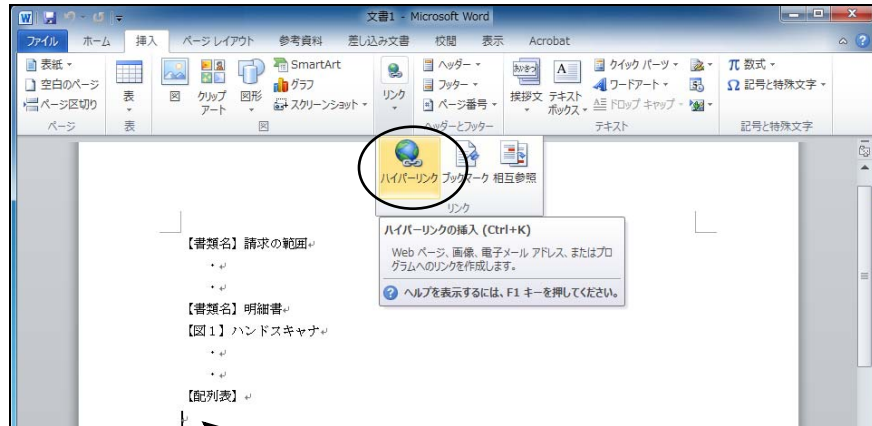 文書1 - Microsoft Word
ファイル ホーム 挿入 ページ レイアウト 参考資料 差し込み文書 校閲 表示 Acrobat
表紙
空白のページ
ページ区切り
ページ
表
表
図
クリップ アート
図形
SmartArt
グラフ
スクリーンショット
図
リンク
ヘッダー
フッター
ページ番号
ヘッダーとフッター
挨拶文
テキスト ボックス
クイック パーツ
ワードアート
ドロップ キャップ
テキスト
数式
記号と特殊文字
記号と特殊文字
ハイパーリンク ブックマーク 相互参照
リンク
ハイパーリンクの挿入 (Ctrl+K)
Web ページ、画像、電子メール アドレス、またはプロ
グラムへのリンクを作成します。
ヘルプを表示するには、F1 キーを押してください。
【書類名】請求の範囲
・
・
【書類名】明細書
【図1】ハンドスキャナ
・
・
【配列表】